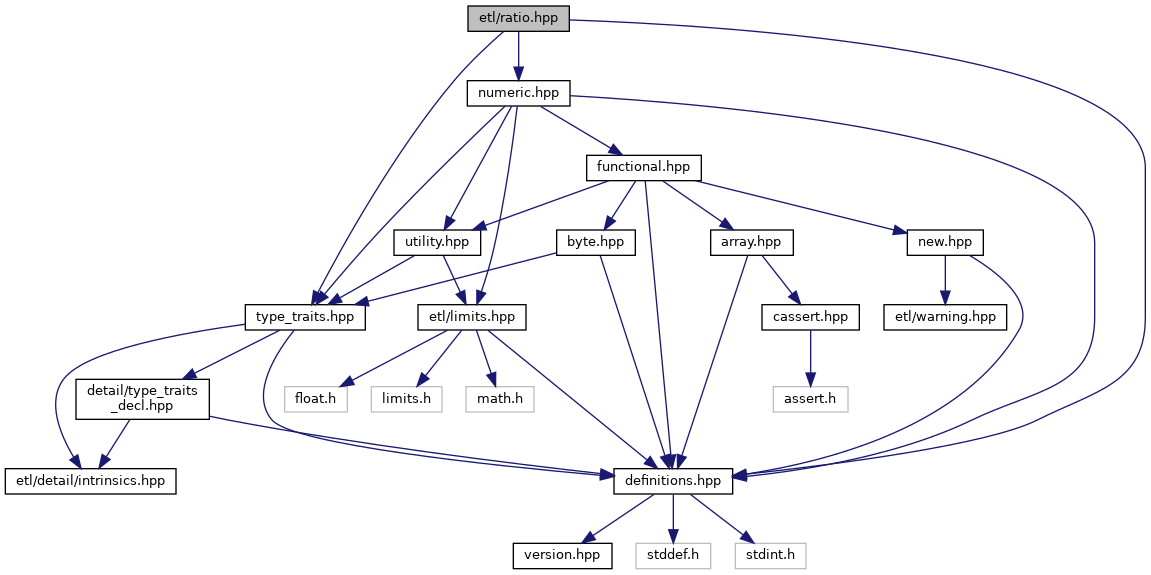 etl/ratio.hpp
numeric.hpp
functional.hpp
utility.hpp
byte.hpp
array.hpp
new.hpp
type_traits.hpp
etl/limits.hpp
cassert.hpp
etl/warning.hpp
detail/type_traits
_decl.hpp
float.h
limits.h
math.h
assert.h
etl/detail/intrinsics.hpp
definitions.hpp
version.hpp
stddef.h
stdint.h